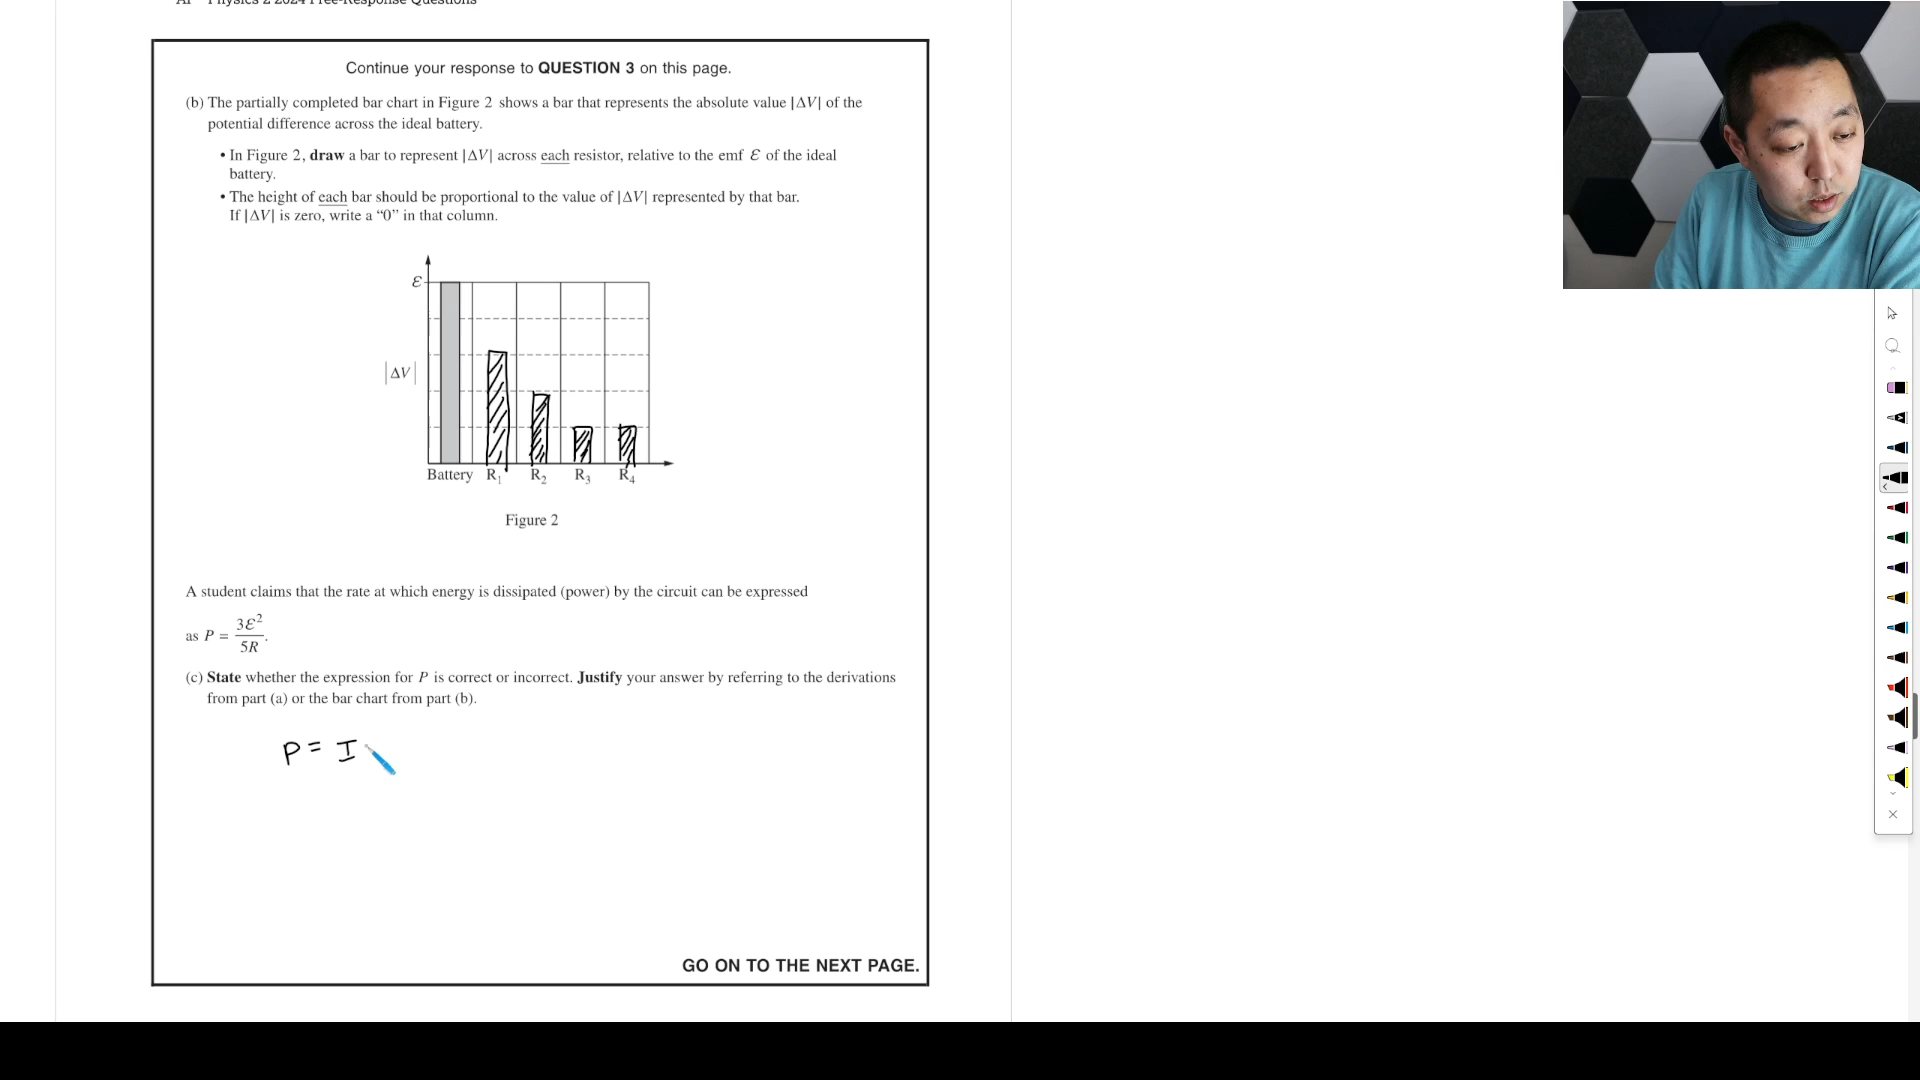 AP® Physics 2 2024 Free-Response Questions
Continue your response to QUESTION 3 on this page.
(b) The partially completed bar chart in Figure 2 shows a bar that represents the absolute value |ΔV| of the
potential difference across the ideal battery.
• In Figure 2, draw a bar to represent |ΔV| across each resistor, relative to the emf ℰ of the ideal
battery.
• The height of each bar should be proportional to the value of |ΔV| represented by that bar.
If |ΔV| is zero, write a “0” in that column.
ℰ
|ΔV|
Battery R₁ R₂ R₃ R₄
Figure 2
A student claims that the rate at which energy is dissipated (power) by the circuit can be expressed
as P = 3ℰ²/5R.
(c) State whether the expression for P is correct or incorrect. Justify your answer by referring to the derivations
from part (a) or the bar chart from part (b).
P = I
GO ON TO THE NEXT PAGE.